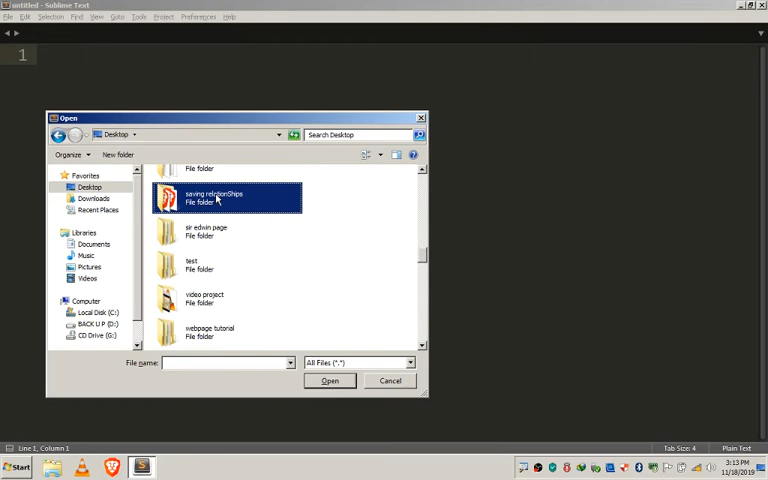 untitled - Sublime Text
File Edit Selection Find View Goto Tools Project Preferences Help
1
Open
Desktop
Search Desktop
Organize New folder
Favorites
Desktop
Downloads
Recent Places
Libraries
Documents
Music
Pictures
Videos
Computer
Local Disk (C:)
BACK U P (D:)
CD Drive (G:)
File folder
saving relationShips
File folder
sir edwin page
File folder
test
File folder
video project
File folder
webpage tutorial
File folder
File name:
All Files (*.*)
Open Cancel
Line 1, Column 1
Tab Size: 4 Plain Text
Start
3:13 PM
11/18/2019